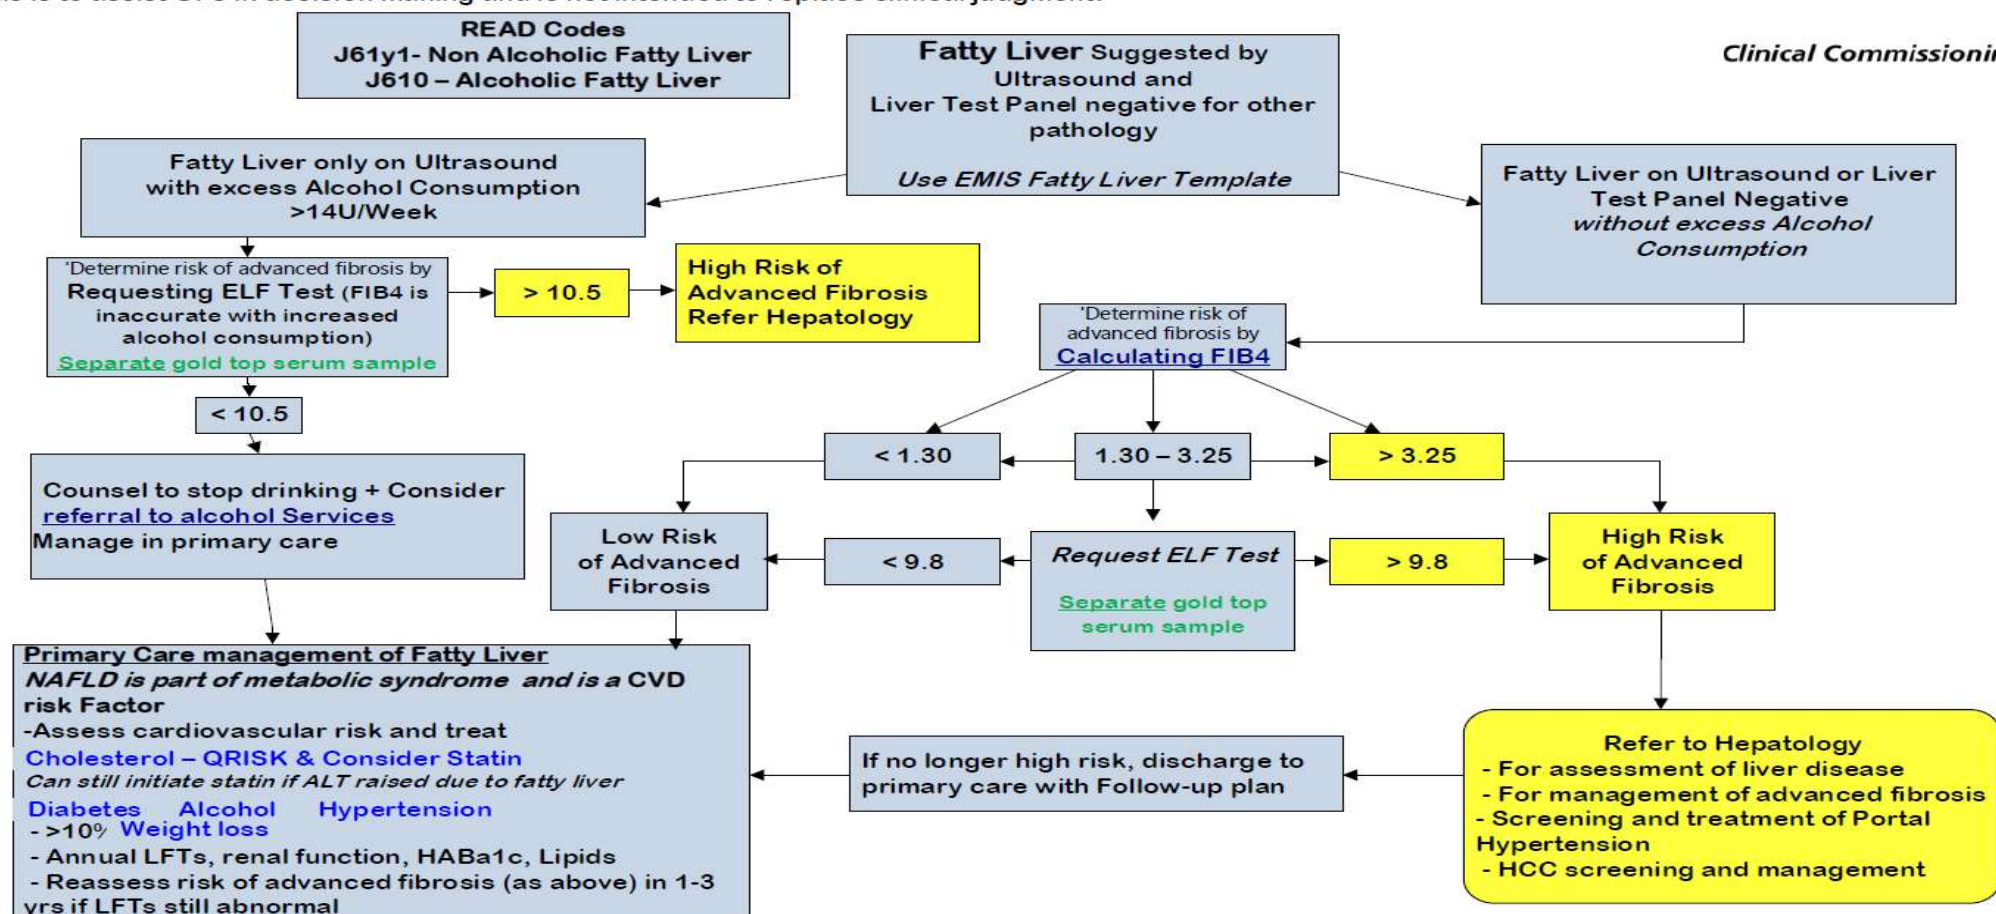 READ Codes
J61y1- Non Alcoholic Fatty Liver
J610 – Alcoholic Fatty Liver
Fatty Liver Suggested by
Ultrasound and
Liver Test Panel negative for other
pathology
Use EMIS Fatty Liver Template
Clinical Commissionin
Fatty Liver only on Ultrasound
with excess Alcohol Consumption
>14U/Week
Fatty Liver on Ultrasound or Liver
Test Panel Negative
without excess Alcohol
Consumption
'Determine risk of advanced fibrosis by
Requesting ELF Test (FIB4 is
inaccurate with increased
alcohol consumption)
Separate gold top serum sample
> 10.5
High Risk of
Advanced Fibrosis
Refer Hepatology
'Determine risk of
advanced fibrosis by
Calculating FIB4
< 10.5
< 1.30
1.30 – 3.25
> 3.25
Counsel to stop drinking + Consider
referral to alcohol Services
Manage in primary care
Low Risk
of Advanced
Fibrosis
< 9.8
Request ELF Test
Separate gold top
serum sample
> 9.8
High Risk
of Advanced
Fibrosis
Primary Care management of Fatty Liver
NAFLD is part of metabolic syndrome and is a CVD
risk Factor
-Assess cardiovascular risk and treat
Cholesterol – QRISK & Consider Statin
Can still initiate statin if ALT raised due to fatty liver
Diabetes Alcohol Hypertension
- >10% Weight loss
- Annual LFTs, renal function, HABa1c, Lipids
- Reassess risk of advanced fibrosis (as above) in 1-3
yrs if LFTs still abnormal
If no longer high risk, discharge to
primary care with Follow-up plan
Refer to Hepatology
- For assessment of liver disease
- For management of advanced fibrosis
- Screening and treatment of Portal
Hypertension
- HCC screening and management